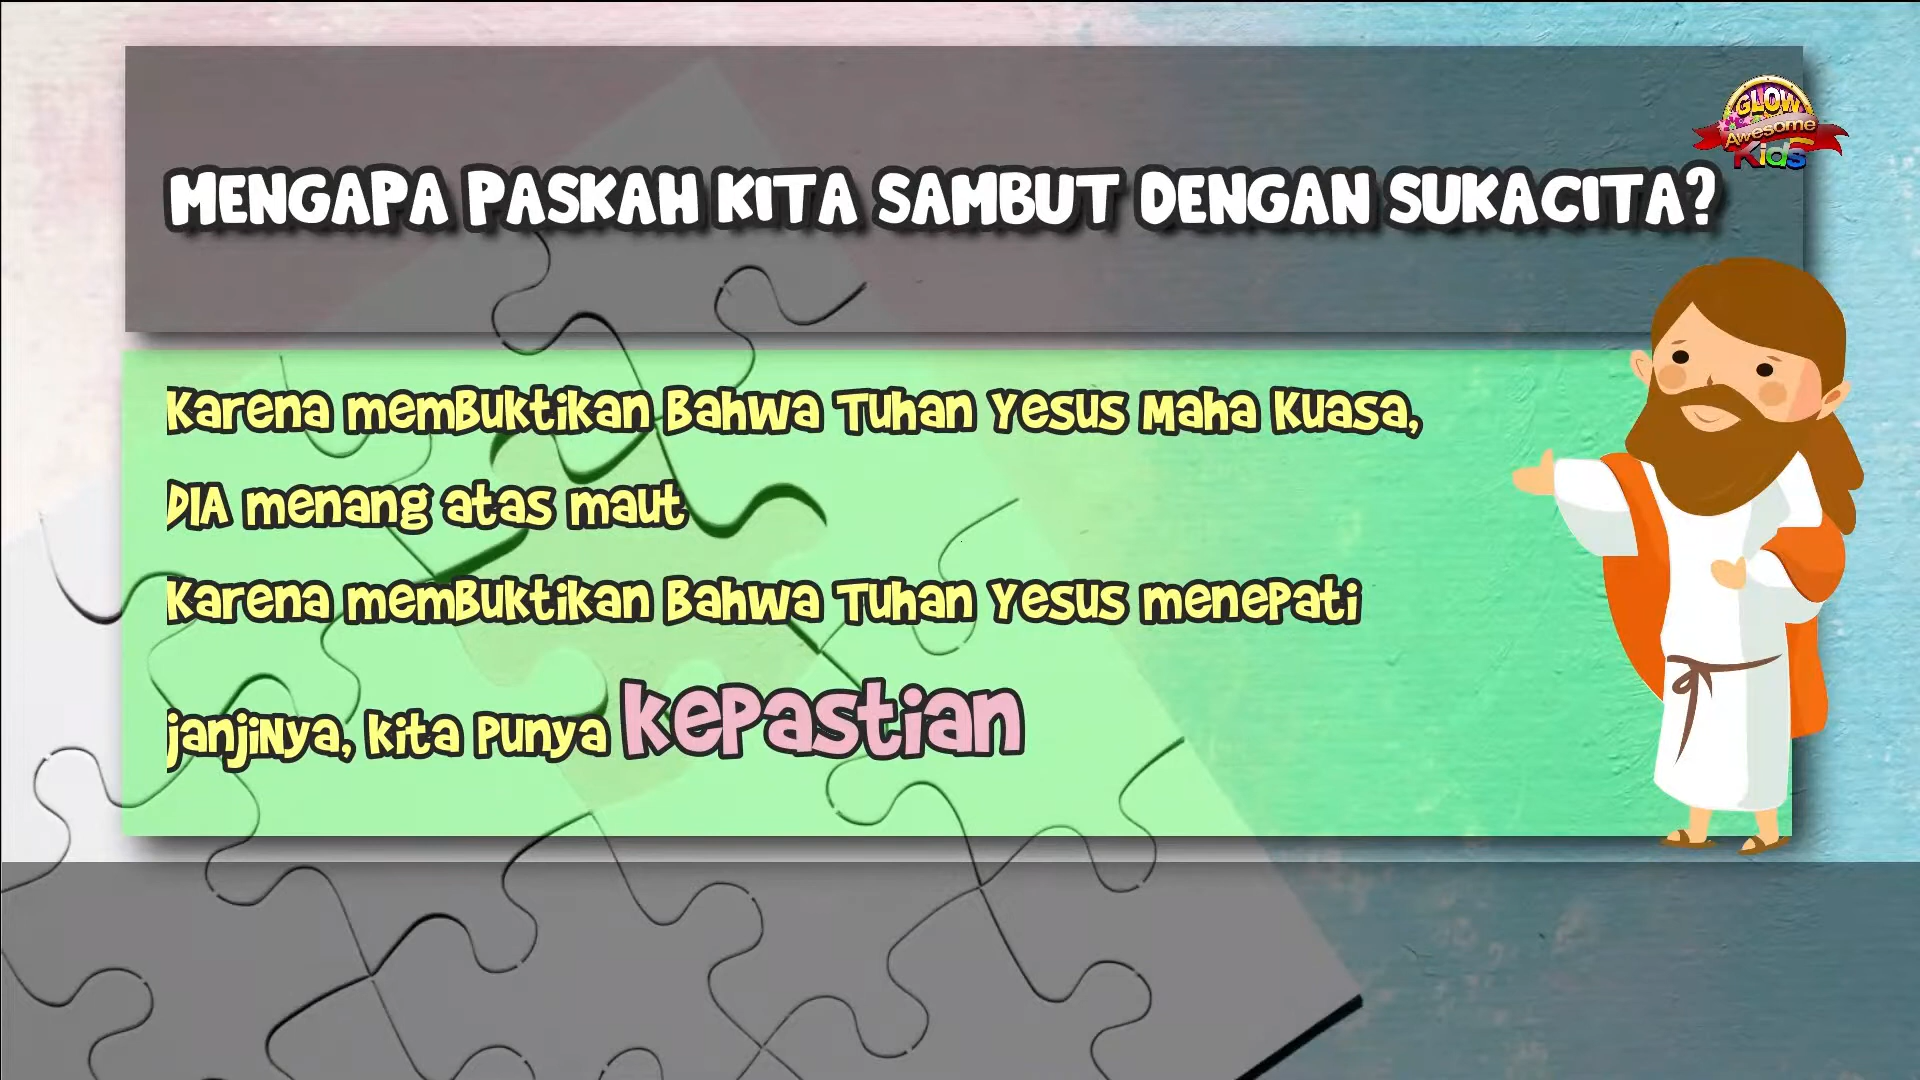 GLOW
Awesome
Kids
MENGAPA PASKAH KITA SAMBUT DENGAN SUKACITA?
Karena membuktikan bahwa Tuhan Yesus Maha Kuasa,
DIA menang atas maut
Karena membuktikan bahwa Tuhan Yesus menepati
janjiNya, kita punya kepastian